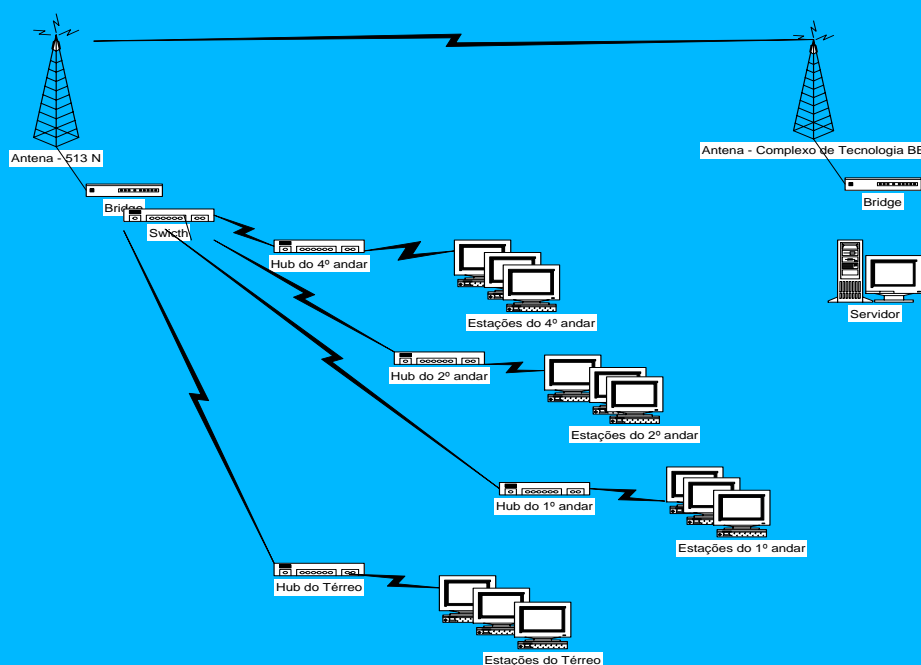 Antena - 513 N
Antena - Complexo de Tecnologia BB
Bridge
Bridge
Swicth
Hub do 4º andar
Servidor
Estações do 4º andar
Hub do 2º andar
Estações do 2º andar
Hub do 1º andar
Estações do 1º andar
Hub do Térreo
Estações do Térreo